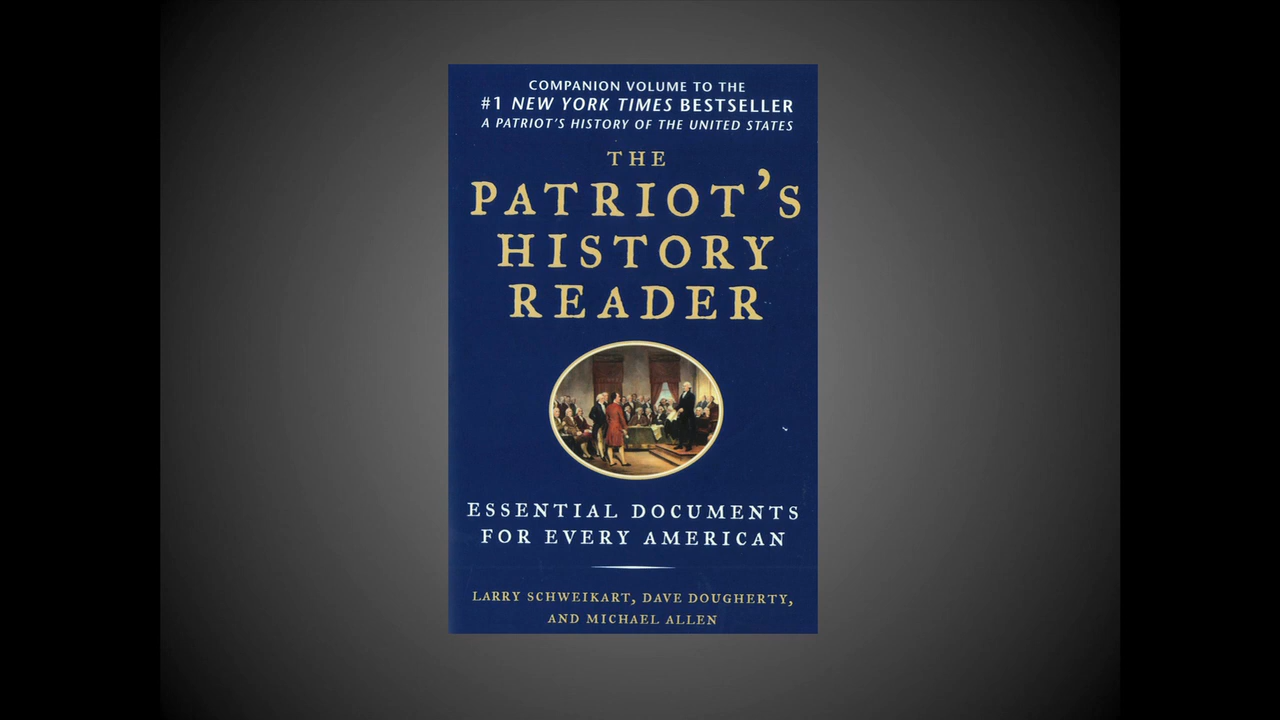 COMPANION VOLUME TO THE
#1 NEW YORK TIMES BESTSELLER
A PATRIOT'S HISTORY OF THE UNITED STATES
THE
PATRIOT'S
HISTORY
READER
ESSENTIAL DOCUMENTS
FOR EVERY AMERICAN
LARRY SCHWEIKART, DAVE DOUGHERTY,
AND MICHAEL ALLEN